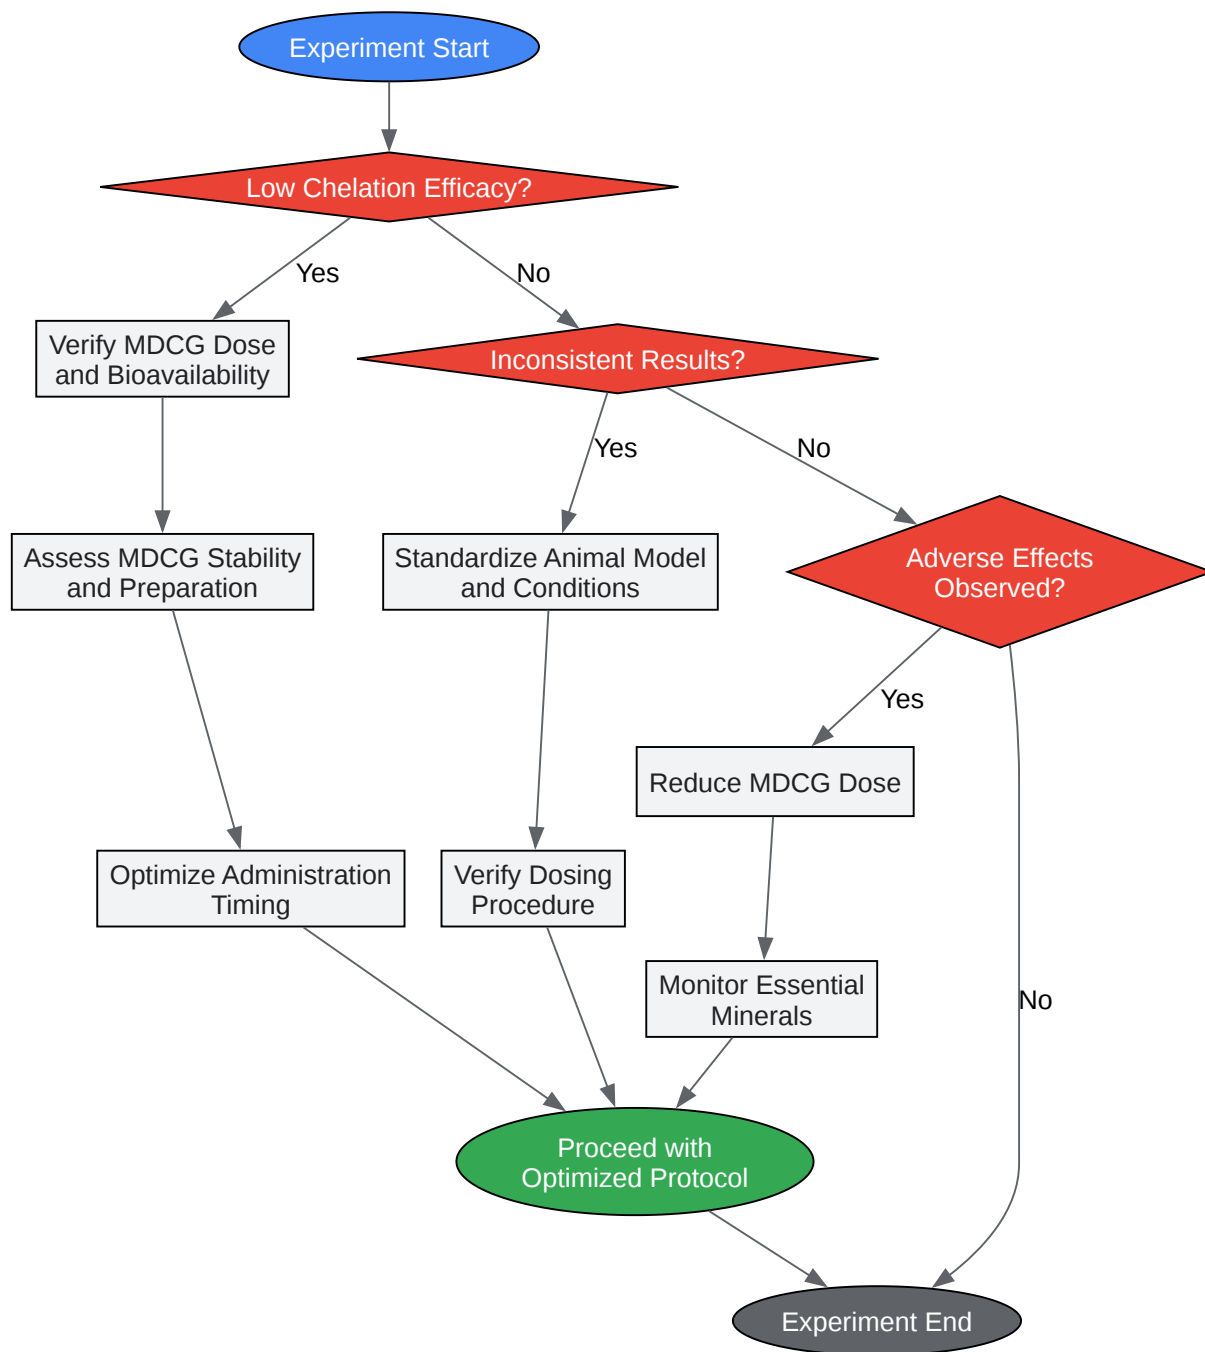 Experiment Start
Low Chelation Efficacy?
Yes
No
Verify MDCG Dose
and Bioavailability
Inconsistent Results?
Yes
No
Assess MDCG Stability
and Preparation
Standardize Animal Model
and Conditions
Adverse Effects
Observed?
Yes
Reduce MDCG Dose
Optimize Administration
Timing
Verify Dosing
Procedure
Monitor Essential
Minerals
No
Proceed with
Optimized Protocol
Experiment End